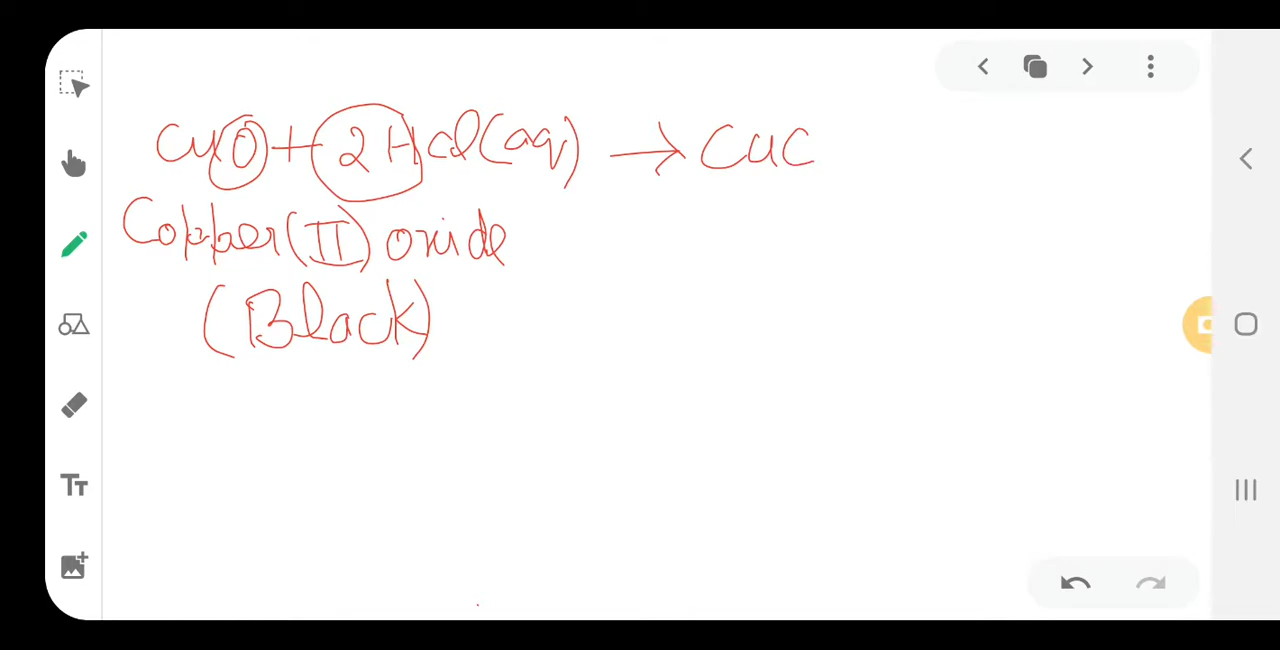 CuO + 2Hcl(aq) → CuC
Copper(II) oxide
(Black)